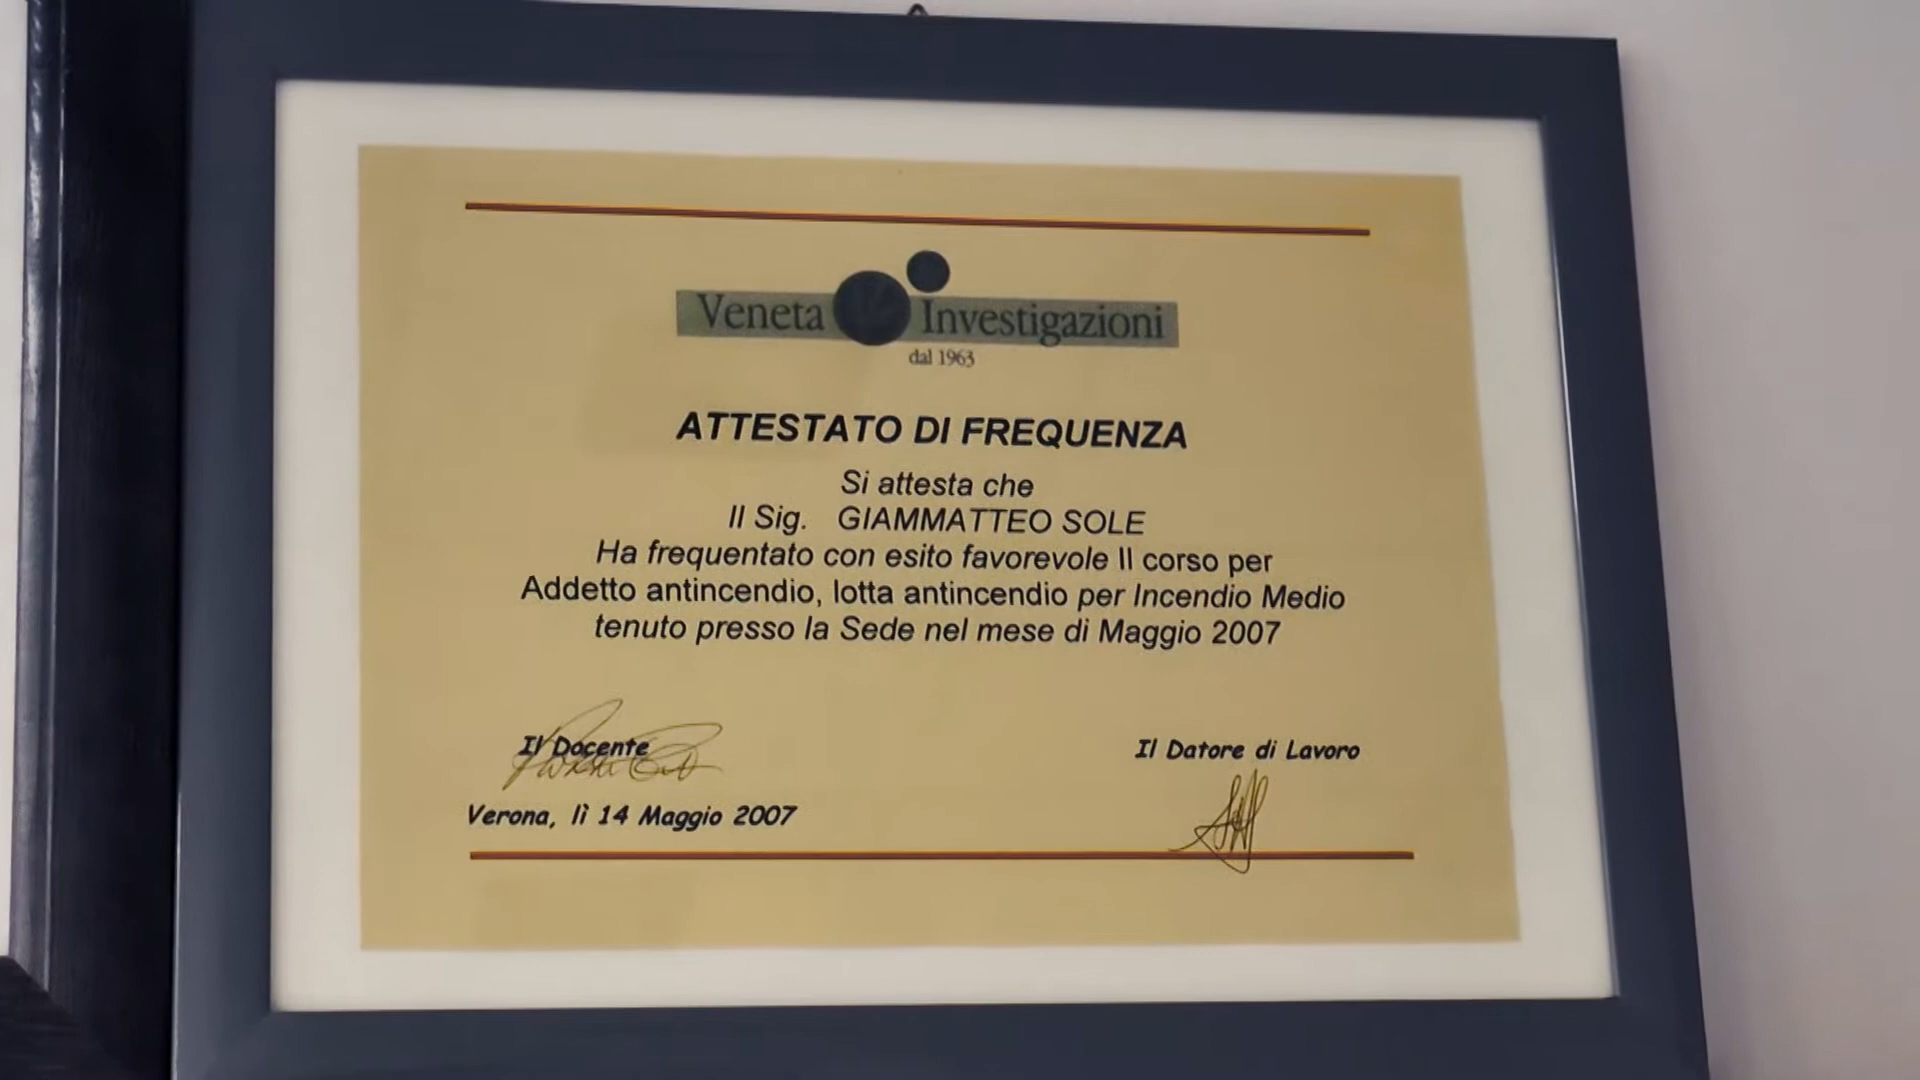 Veneta Investigazioni
dal 1963
ATTESTATO DI FREQUENZA
Si attesta che
Il Sig. GIAMMATTEO SOLE
Ha frequentato con esito favorevole Il corso per
Addetto antincendio, lotta antincendio per Incendio Medio
tenuto presso la Sede nel mese di Maggio 2007
Il Docente
Il Datore di Lavoro
Verona, lì 14 Maggio 2007